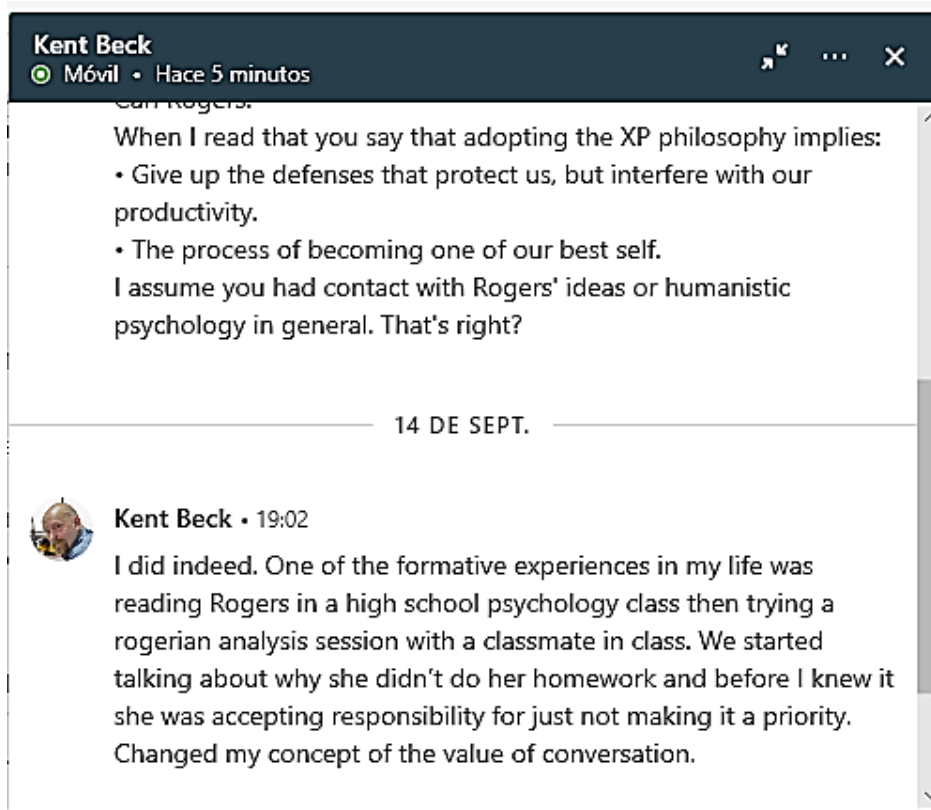 Kent Beck
Móvil • Hace 5 minutos
Carl Rogers.
When I read that you say that adopting the XP philosophy implies:
• Give up the defenses that protect us, but interfere with our
productivity.
• The process of becoming one of our best self.
I assume you had contact with Rogers' ideas or humanistic
psychology in general. That's right?
14 DE SEPT.
Kent Beck • 19:02
I did indeed. One of the formative experiences in my life was
reading Rogers in a high school psychology class then trying a
rogerian analysis session with a classmate in class. We started
talking about why she didn't do her homework and before I knew it
she was accepting responsibility for just not making it a priority.
Changed my concept of the value of conversation.